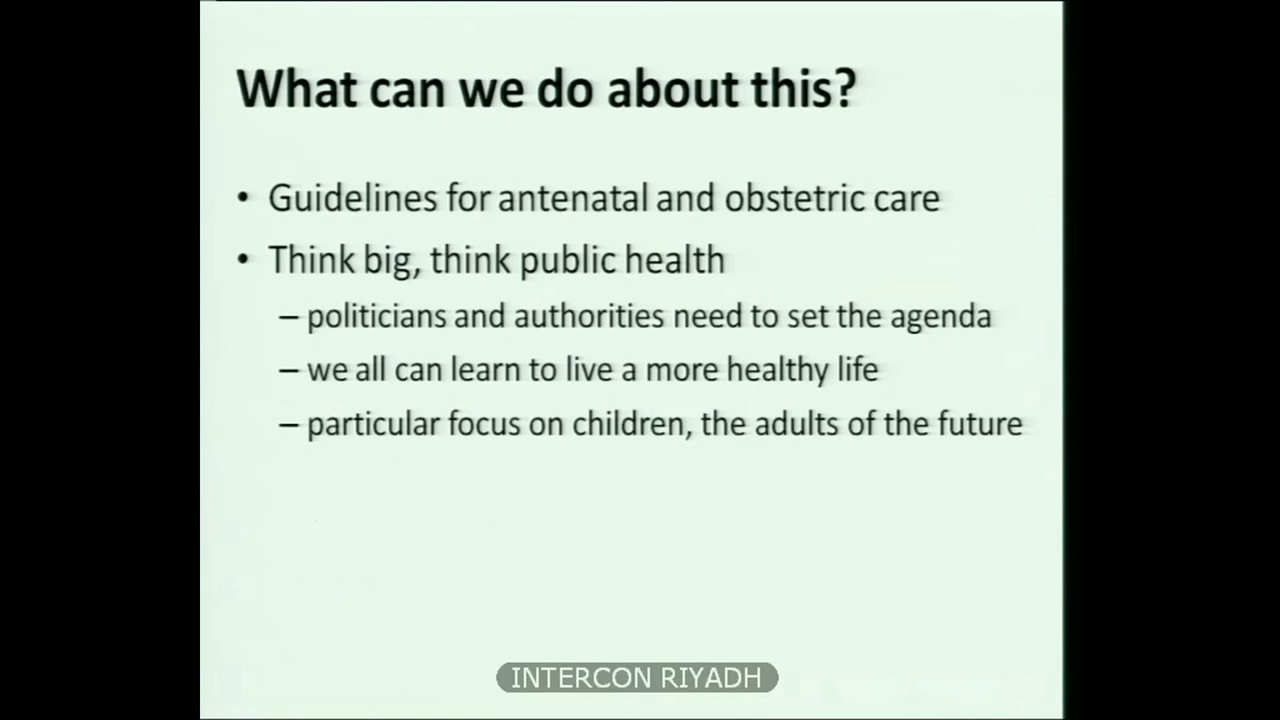 What can we do about this?
• Guidelines for antenatal and obstetric care
• Think big, think public health
– politicians and authorities need to set the agenda
– we all can learn to live a more healthy life
– particular focus on children, the adults of the future
INTERCON RIYADH